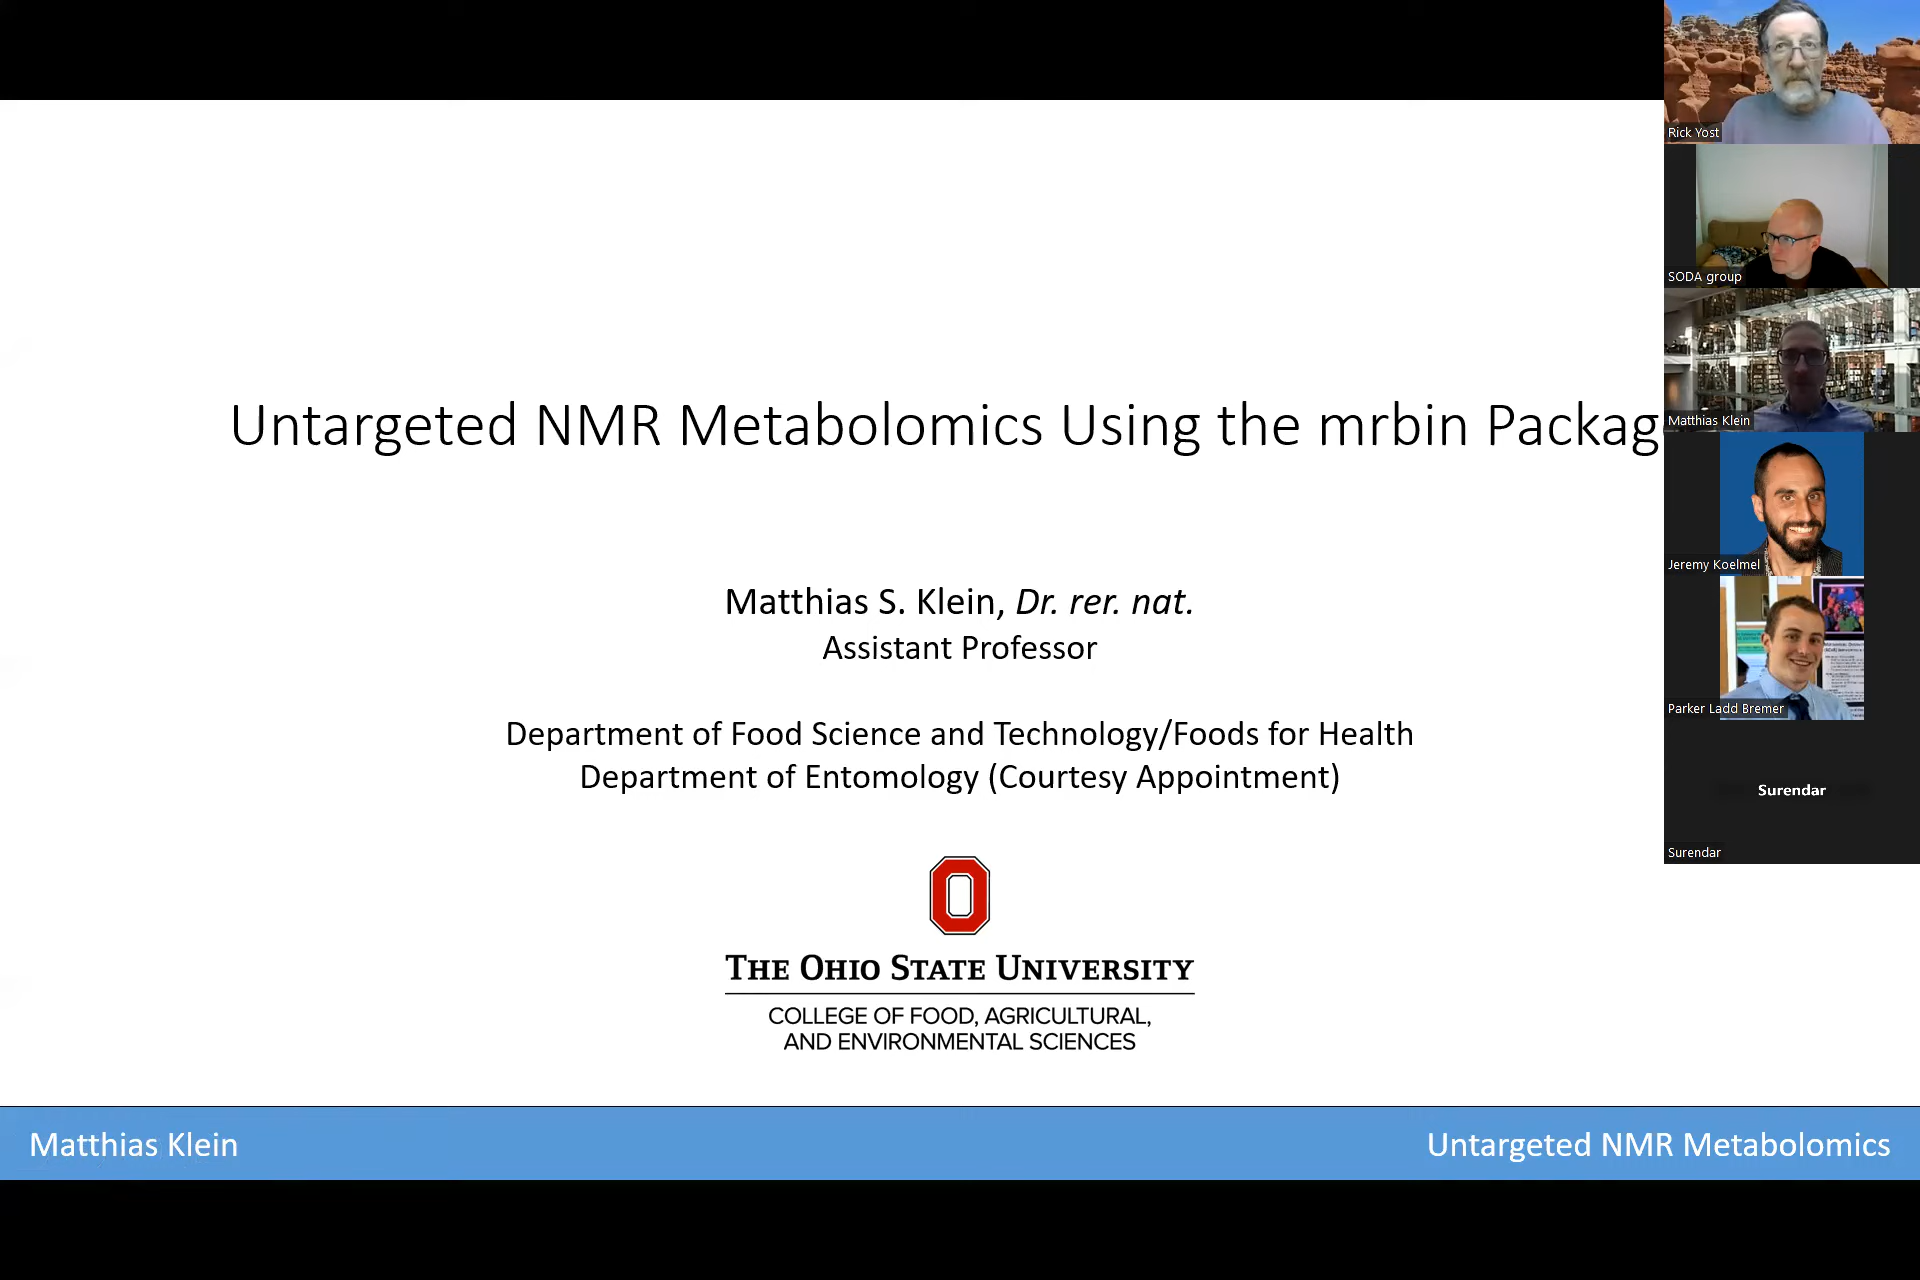 Untargeted NMR Metabolomics Using the mrbin Packag
Matthias S. Klein, Dr. rer. nat.
Assistant Professor
Department of Food Science and Technology/Foods for Health
Department of Entomology (Courtesy Appointment)
O
THE OHIO STATE UNIVERSITY
COLLEGE OF FOOD, AGRICULTURAL,
AND ENVIRONMENTAL SCIENCES
Matthias Klein
Untargeted NMR Metabolomics
Rick Yost
SODA group
Matthias Klein
Jeremy Koelmel
Parker Ladd Bremer
Surendar
Surendar